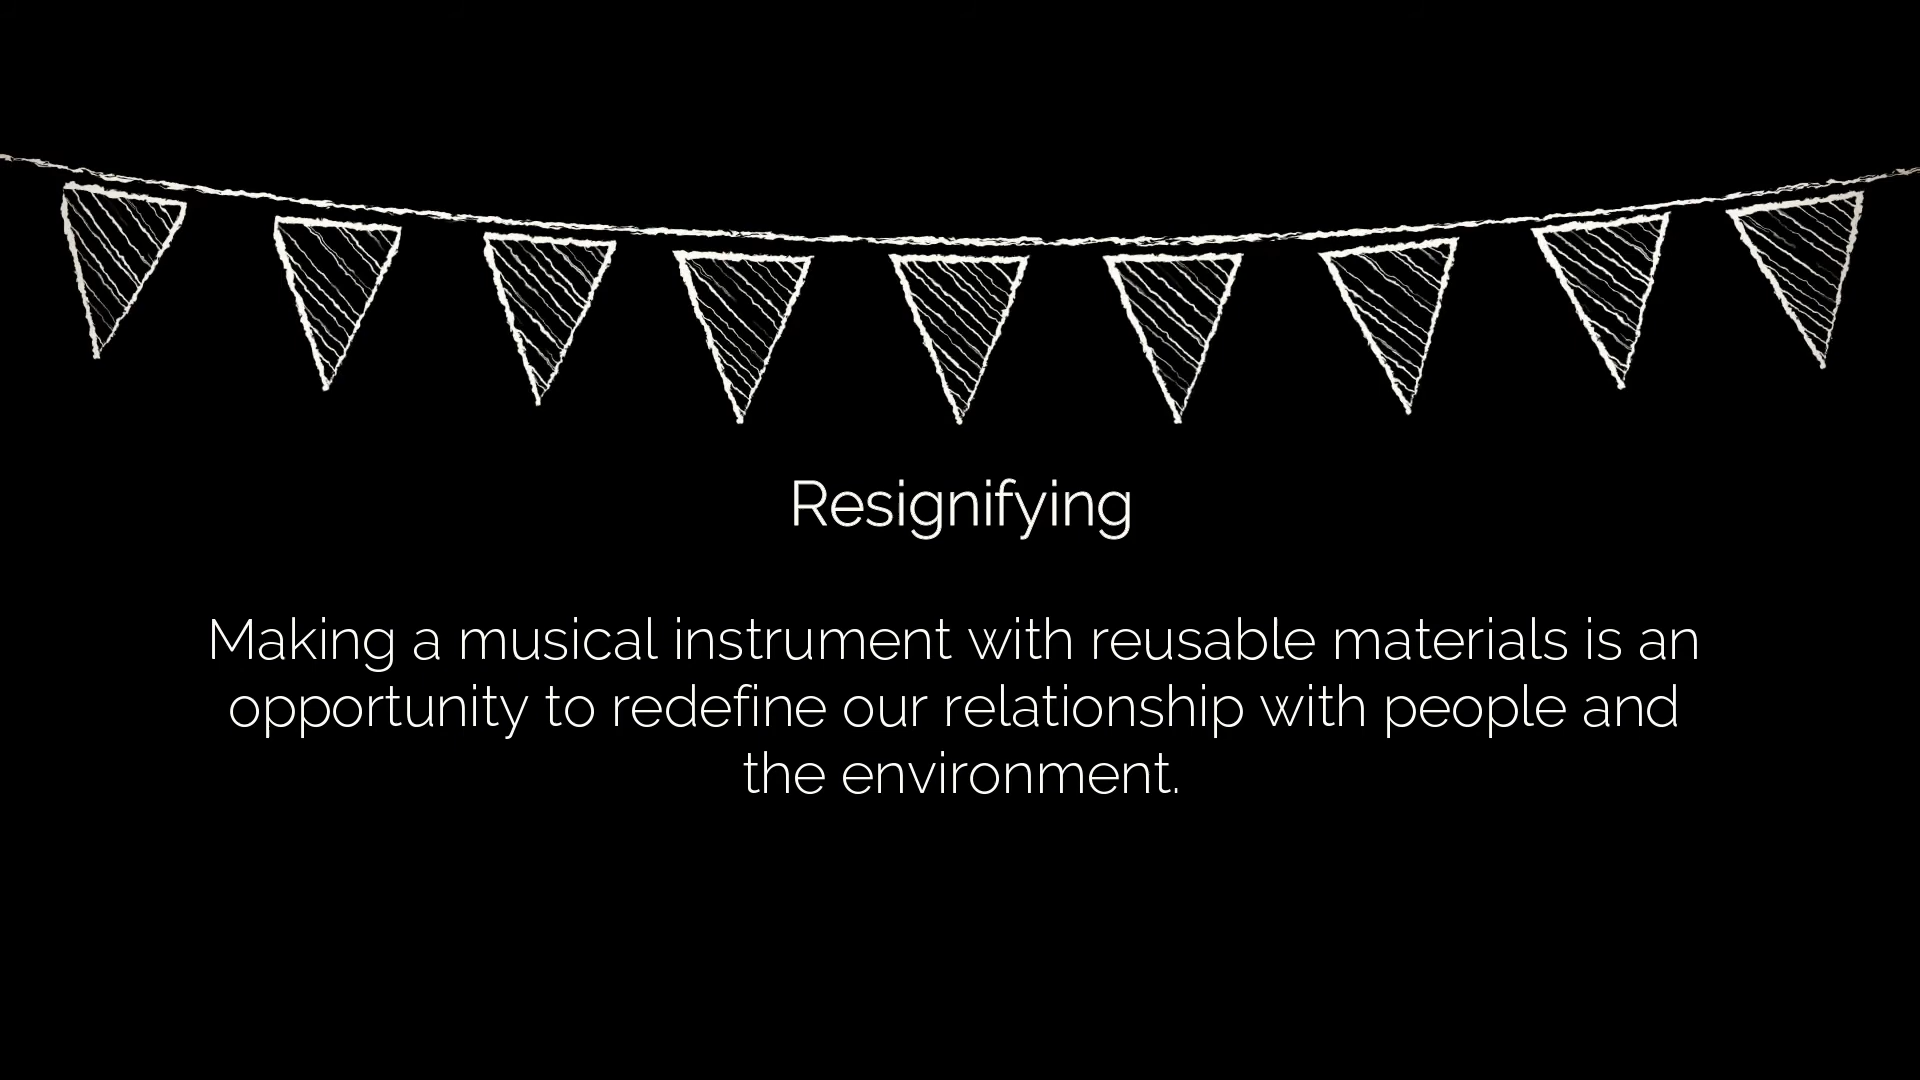 Resignifying
Making a musical instrument with reusable materials is an
opportunity to redefine our relationship with people and
the environment.